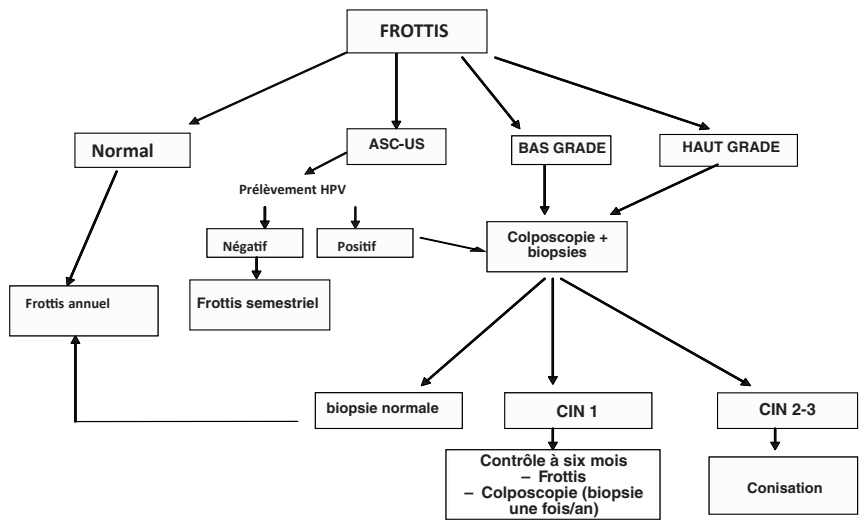 FROTTIS
Normal
ASC-US
BAS GRADE
HAUT GRADE
Prélèvement HPV
Négatif
Positif
Colposcopie +
biopsies
Frottis annuel
Frottis semestriel
biopsie normale
CIN 1
CIN 2-3
Contrôle à six mois
– Frottis
– Colposcopie (biopsie
une fois/an)
Conisation